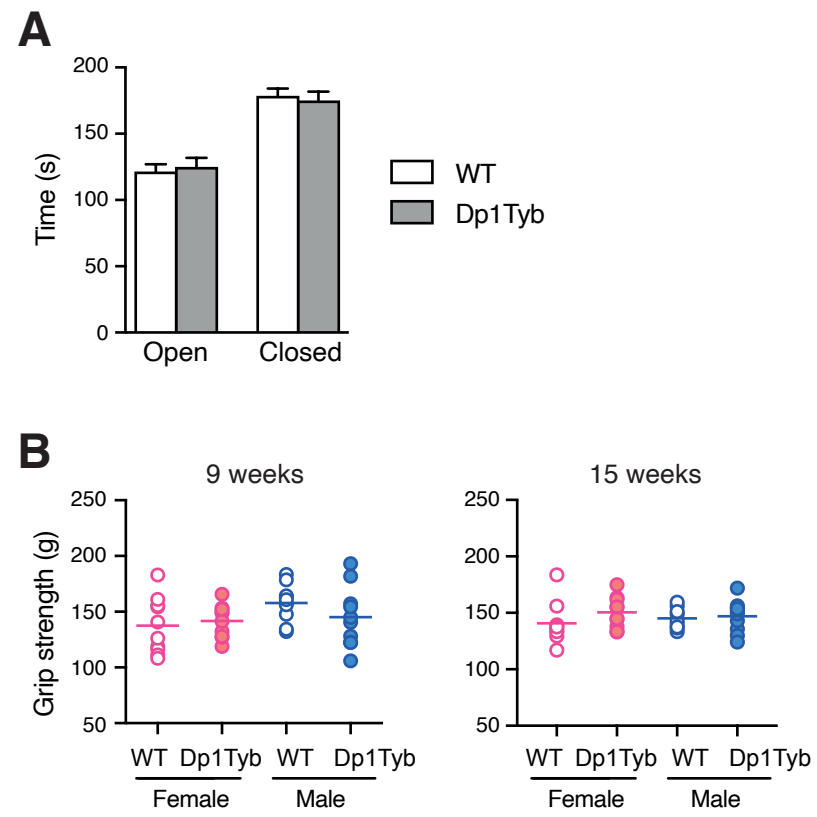 A
200
150
100
50
0
Time (s)
Open Closed
WT
Dp1Tyb
B
9 weeks
250
200
150
100
50
Grip strength (g)
WT Dp1Tyb WT Dp1Tyb
Female Male
15 weeks
250
200
150
100
50
WT Dp1Tyb WT Dp1Tyb
Female Male